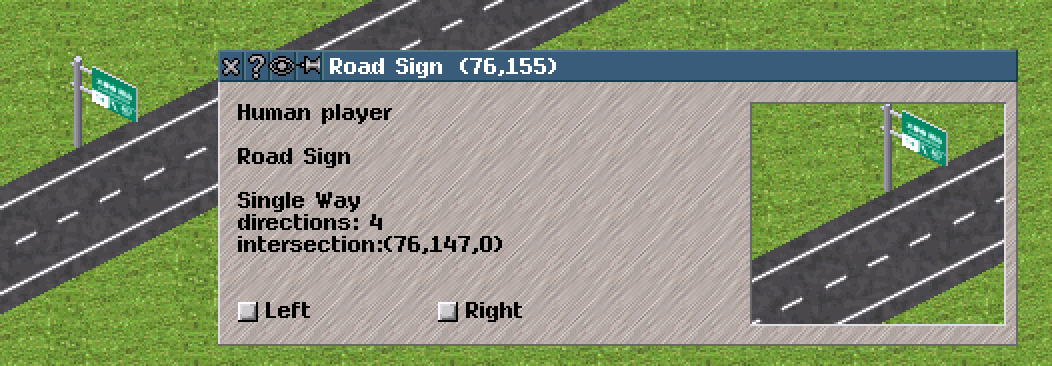 Road Sign (76,155)
Human player
Road Sign
Single Way
directions: 4
intersection:(76,147,0)
Left
Right